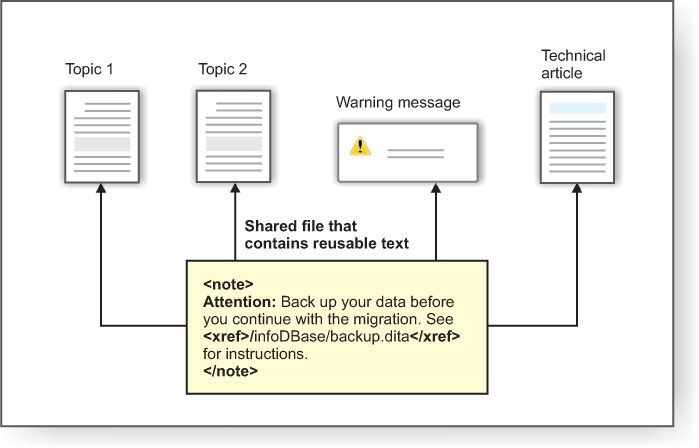 Topic 1
Topic 2
Warning message
Technical
article
Shared file that
contains reusable text
<note>
Attention: Back up your data before
you continue with the migration. See
<xref>/infoDBase/backup.dita</xref>
for instructions.
</note>